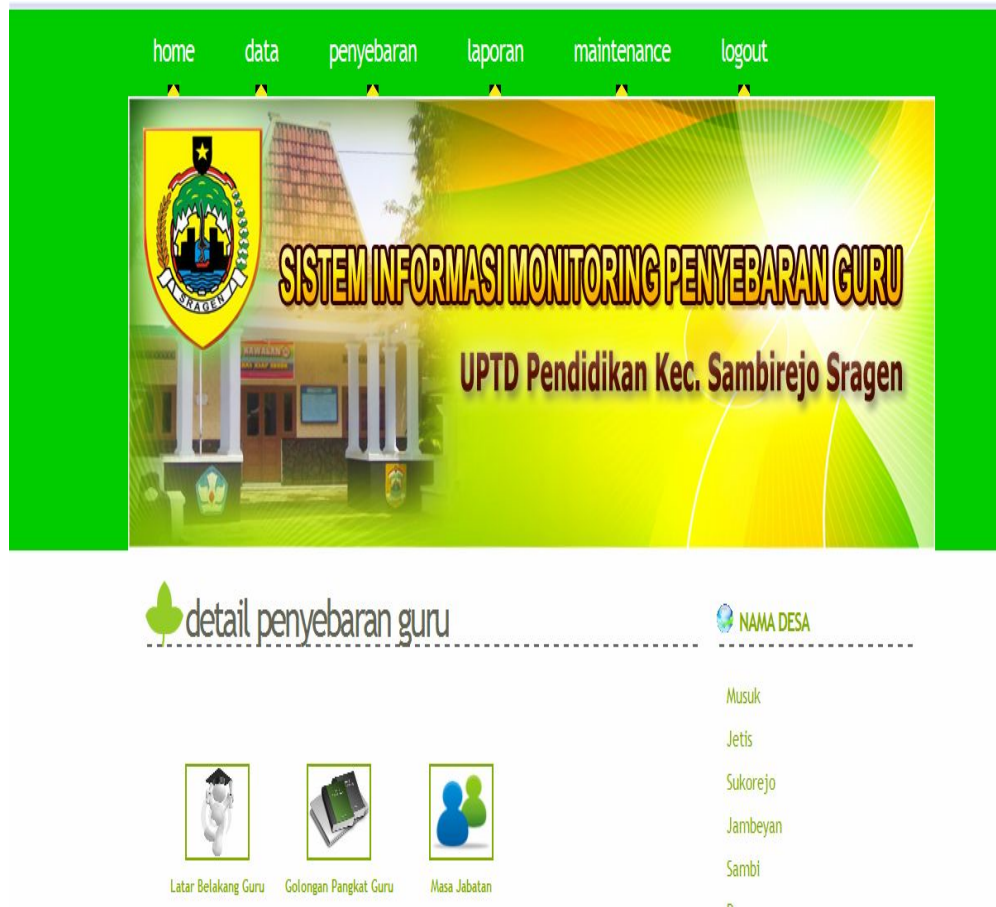 home data penyebaran laporan maintenance logout
SRAGEN
SISTEM INFORMASI MONITORING PENYEBARAN GURU
UPTD Pendidikan Kec. Sambirejo Sragen
detail penyebaran guru
NAMA DESA
Musuk
Jetis
Sukorejo
Jambeyan
Sambi
Latar Belakang Guru Golongan Pangkat Guru Masa Jabatan